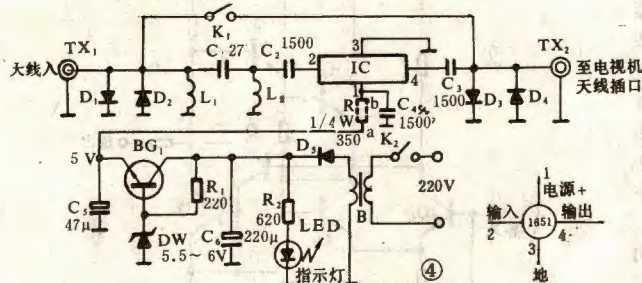 TX₁
大线入
K₁
C₁ 27
C₂ 1500
2
3
IC
4
1
C₃
1500
TX₂
至电视机
天线插口
D₁
D₂
L₁
L₂
R
b
a
1/4W
350
C₄
1500
D₃
D₄
5V
BG₁
D₅
K₂
220V
B
C₅
47μ
R₁
220
DW
5.5~6V
C₆
220μ
R₂
620
LED
指示灯
④
1
电源+
输入
2
1651
输出
4
3
地